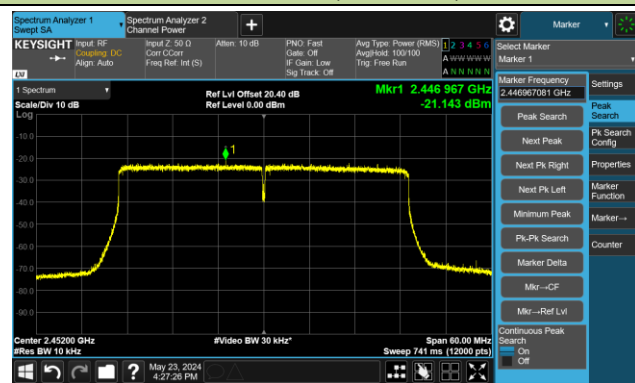 Spectrum Analyzer 1
Swept SA
Spectrum Analyzer 2
Channel Power
Marker
KEYSIGHT
Input: RF
Coupling: DC
Align: Auto
Input Z: 50 Ω
Corr CCorr
Freq Ref: Int (S)
Atten: 10 dB
PNO: Fast
Gate: Off
IF Gain: Low
Sig Track: Off
Avg Type: Power (RMS)
Avg|Hold: 100/100
Trig: Free Run
1 2 3 4 5 6
A W W W W W
A N N N N N
LVI
Select Marker
Marker 1
1 Spectrum
Scale/Div 10 dB
Ref Lvl Offset 20.40 dB
Ref Level 0.00 dBm
Mkr1 2.446 967 GHz
-21.143 dBm
Log
-10.0
-20.0
-30.0
-40.0
-50.0
-60.0
-70.0
-80.0
-90.0
1
Center 2.45200 GHz
#Res BW 10 kHz
#Video BW 30 kHz*
Span 60.00 MHz
Sweep 741 ms (12000 pts)
Marker Frequency
2.446967081 GHz
Peak Search
Next Peak
Next Pk Right
Next Pk Left
Minimum Peak
Pk-Pk Search
Marker Delta
Mkr→CF
Mkr→Ref Lvl
Continuous Peak
Search
On
Off
Settings
Peak
Search
Pk Search
Config
Properties
Marker
Function
Marker→
Counter
May 23, 2024
4:27:26 PM